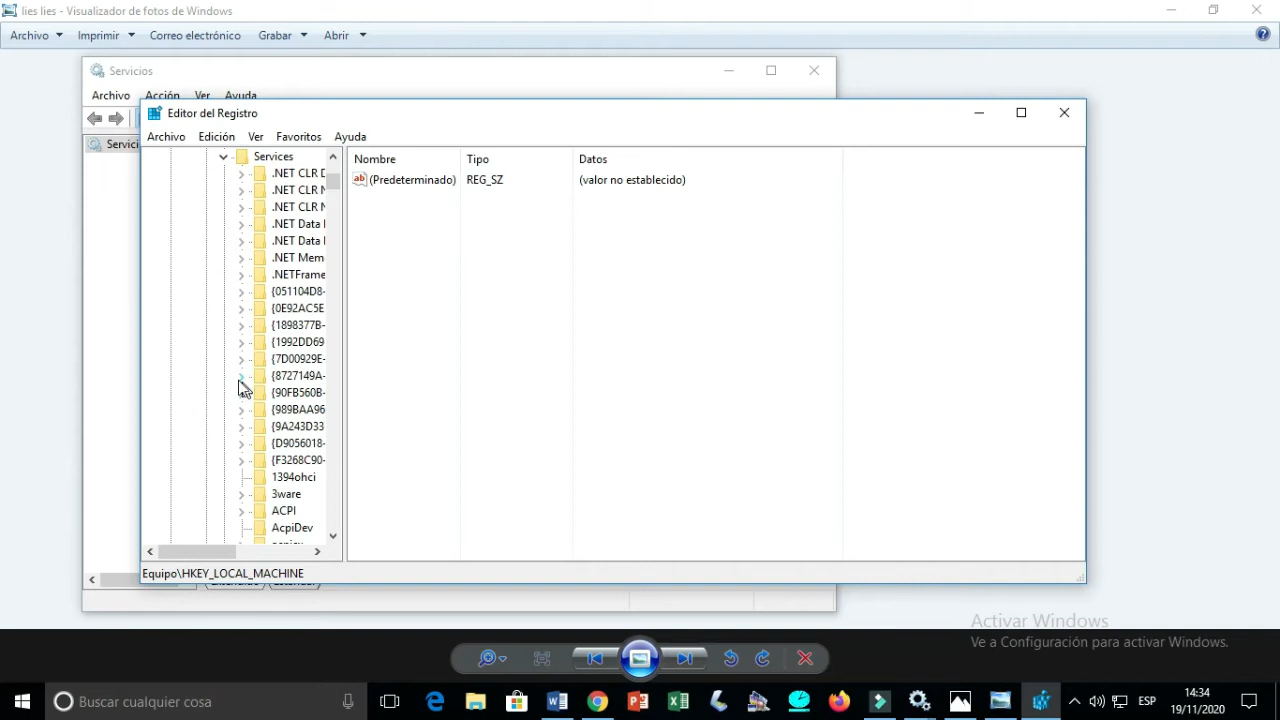 lies lies - Visualizador de fotos de Windows
Archivo Imprimir Correo electrónico Grabar Abrir
Servicios
Archivo Acción Ver Ayuda
Editor del Registro
Archivo Edición Ver Favoritos Ayuda
Servici
Services
.NET CLR D
.NET CLR N
.NET CLR N
.NET Data
.NET Data
.NET Mem
.NETFrame
{051104D8-
{0E92AC5E
{1898377B-
{1992DD69
{7D00929E-
{8727149A-
{90FB560B-
{989BAA96
{9A243D33
{D9056018-
{F3268C90-
1394ohci
3ware
ACPI
AcpiDev
Nombre Tipo Datos
(Predeterminado) REG_SZ (valor no establecido)
Equipo\HKEY_LOCAL_MACHINE
Activar Windows
Ve a Configuración para activar Windows.
Buscar cualquier cosa
ESP
14:34
19/11/2020